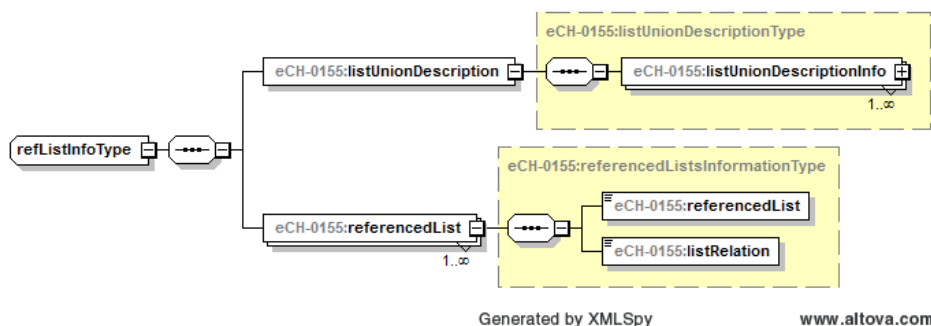 eCH-0155:listUnionDescriptionType
eCH-0155:listUnionDescription
eCH-0155:listUnionDescriptionInfo
1..∞
refListInfoType
eCH-0155:referencedListsInformationType
eCH-0155:referencedList
1..∞
eCH-0155:referencedList
eCH-0155:listRelation
Generated by XMLSpy www.altova.com